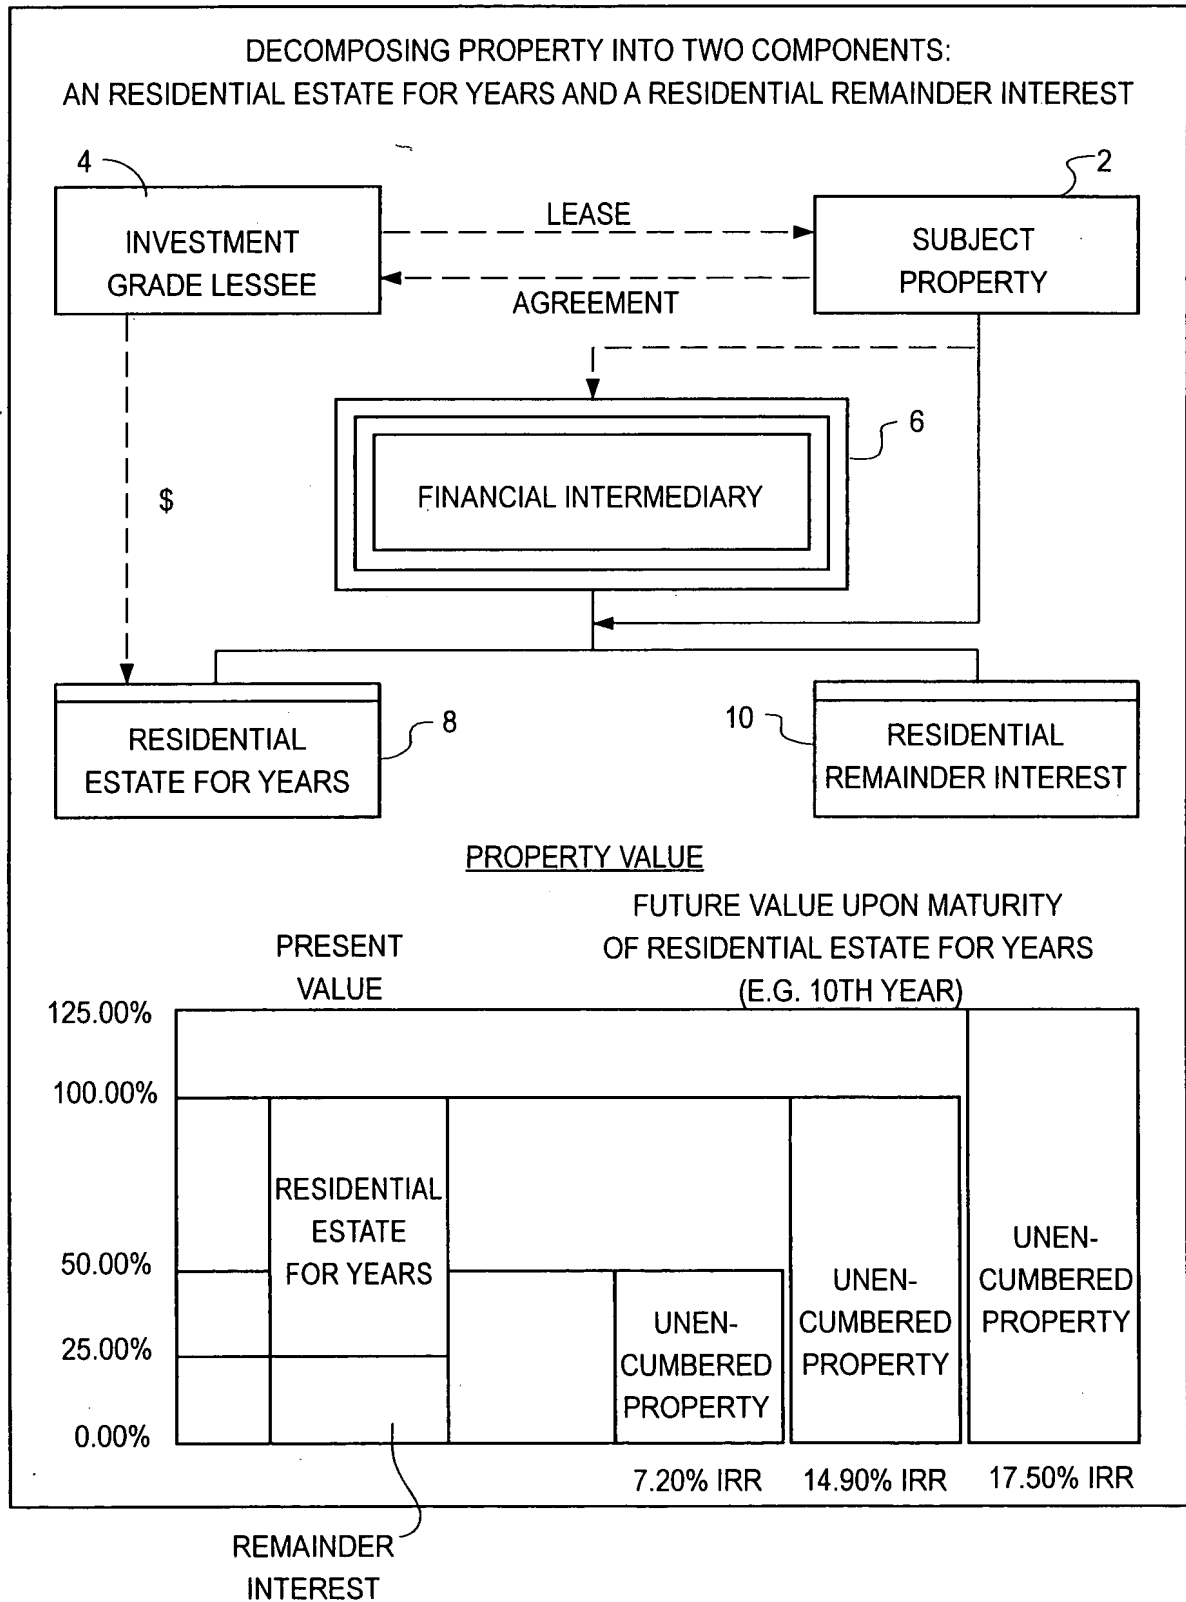 DECOMPOSING PROPERTY INTO TWO COMPONENTS:
AN RESIDENTIAL ESTATE FOR YEARS AND A RESIDENTIAL REMAINDER INTEREST
4
2
INVESTMENT
GRADE LESSEE
LEASE
AGREEMENT
SUBJECT
PROPERTY
6
FINANCIAL INTERMEDIARY
$
RESIDENTIAL
ESTATE FOR YEARS
8
10
RESIDENTIAL
REMAINDER INTEREST
PROPERTY VALUE
PRESENT
VALUE
FUTURE VALUE UPON MATURITY
OF RESIDENTIAL ESTATE FOR YEARS
(E.G. 10TH YEAR)
125.00%
100.00%
50.00%
25.00%
0.00%
RESIDENTIAL
ESTATE
FOR YEARS
UNEN-
CUMBERED
PROPERTY
UNEN-
CUMBERED
PROPERTY
UNEN-
CUMBERED
PROPERTY
7.20% IRR
14.90% IRR
17.50% IRR
REMAINDER
INTEREST